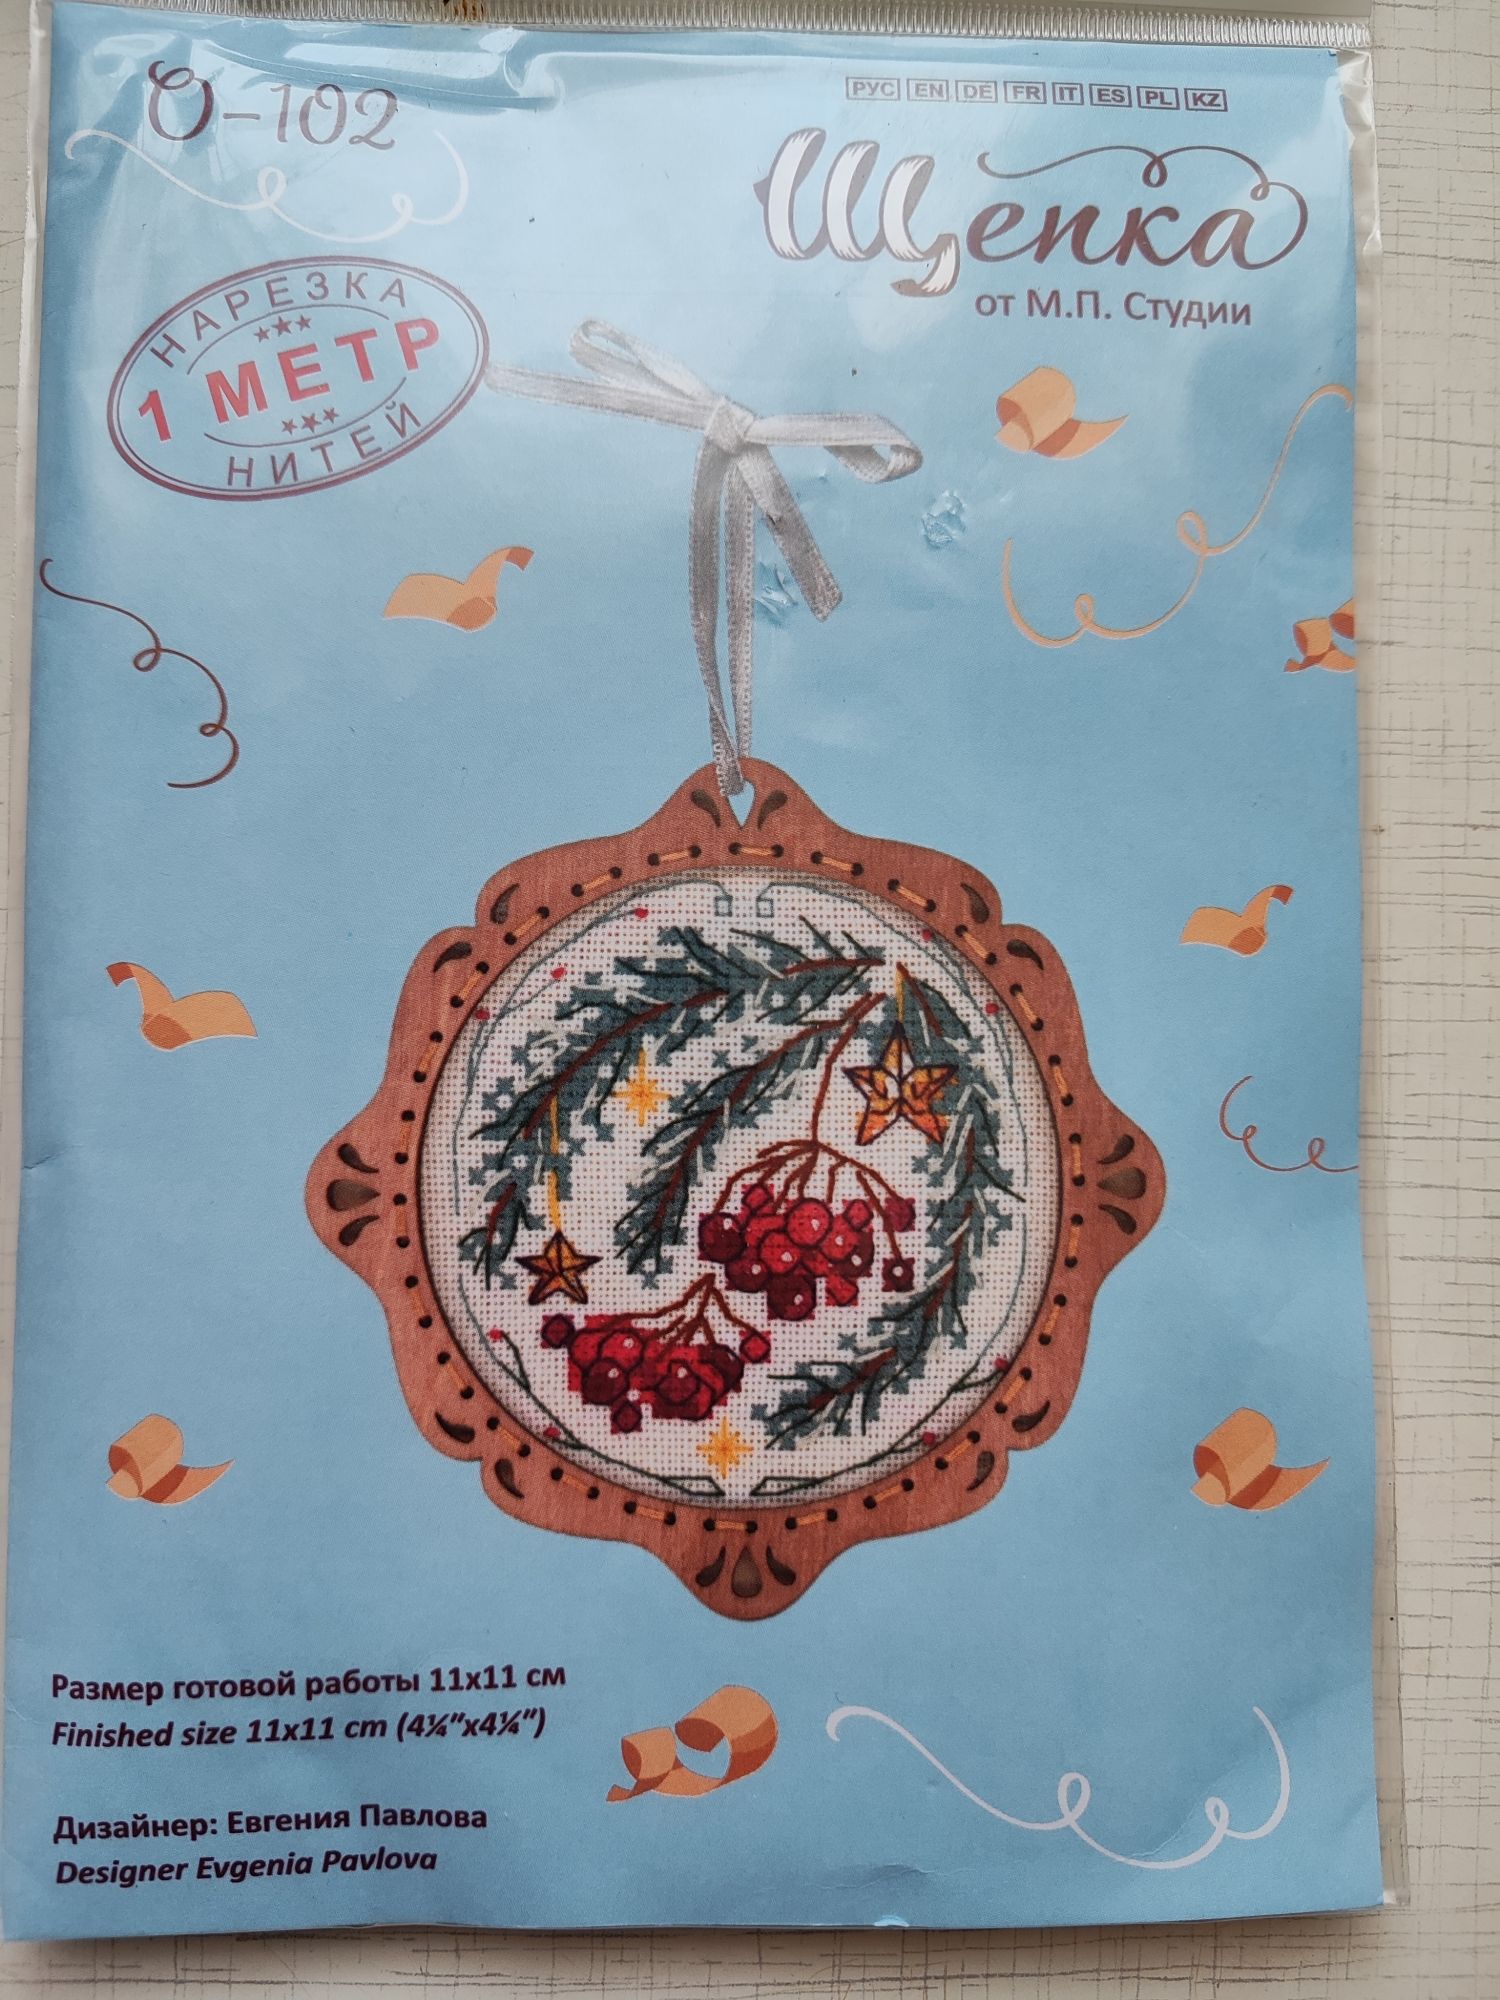 О-102
РУС EN DE FR IT ES PL KZ
Щепка
от М.П. Студии
НАРЕЗКА
1 МЕТР
НИТЕЙ
Размер готовой работы 11х11 см
Finished size 11x11 cm (4¼"x4¼")
Дизайнер: Евгения Павлова
Designer Evgenia Pavlova